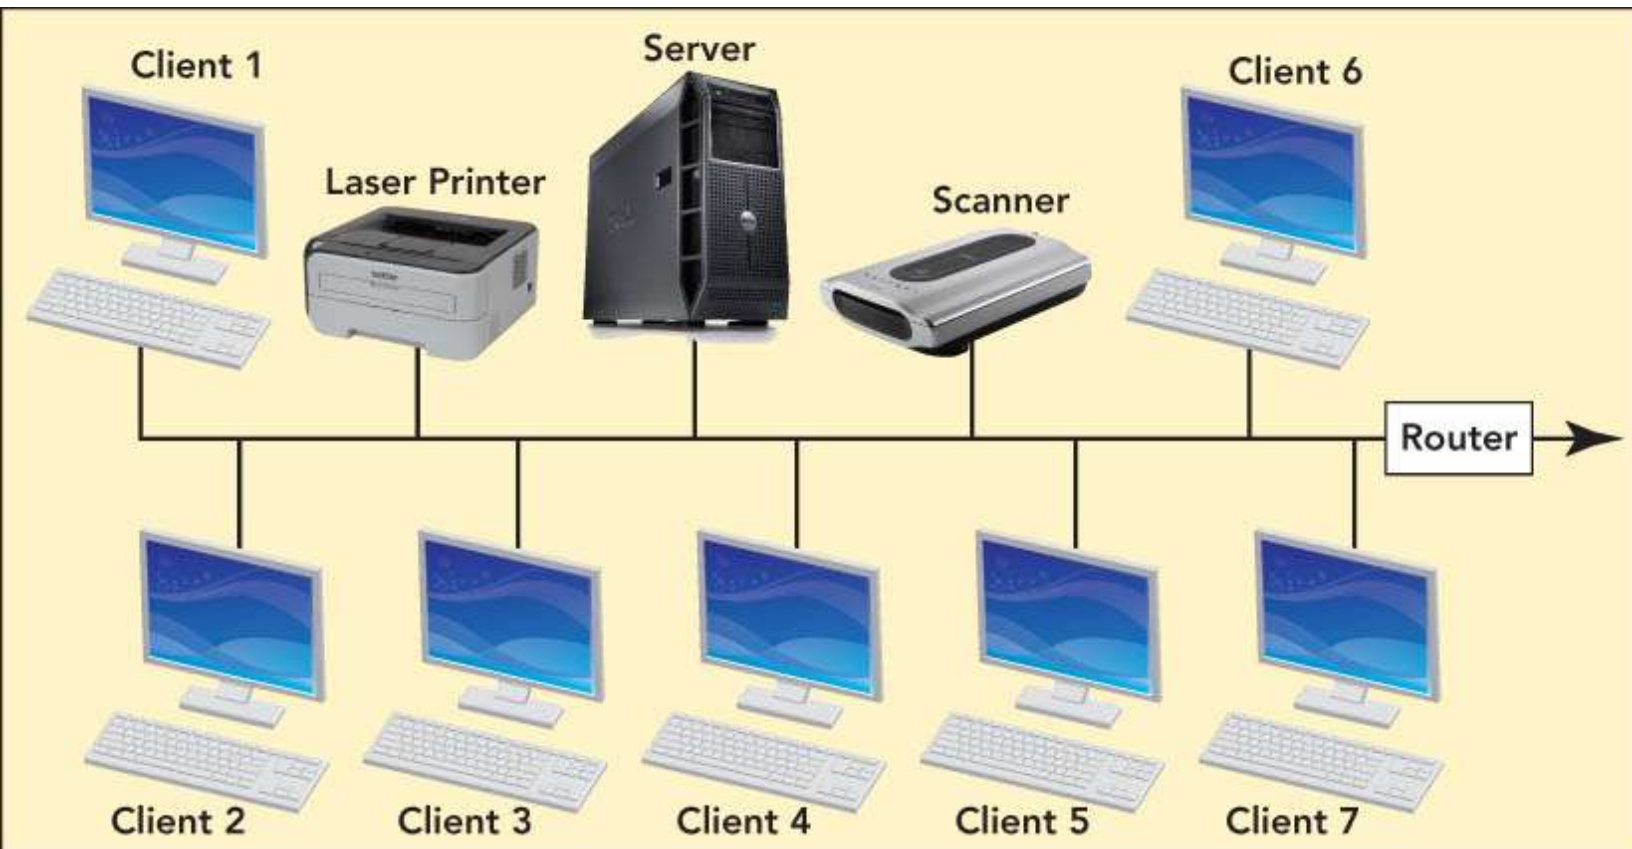 Client 1
Server
Client 6
Laser Printer
Scanner
Router
Client 2
Client 3
Client 4
Client 5
Client 7